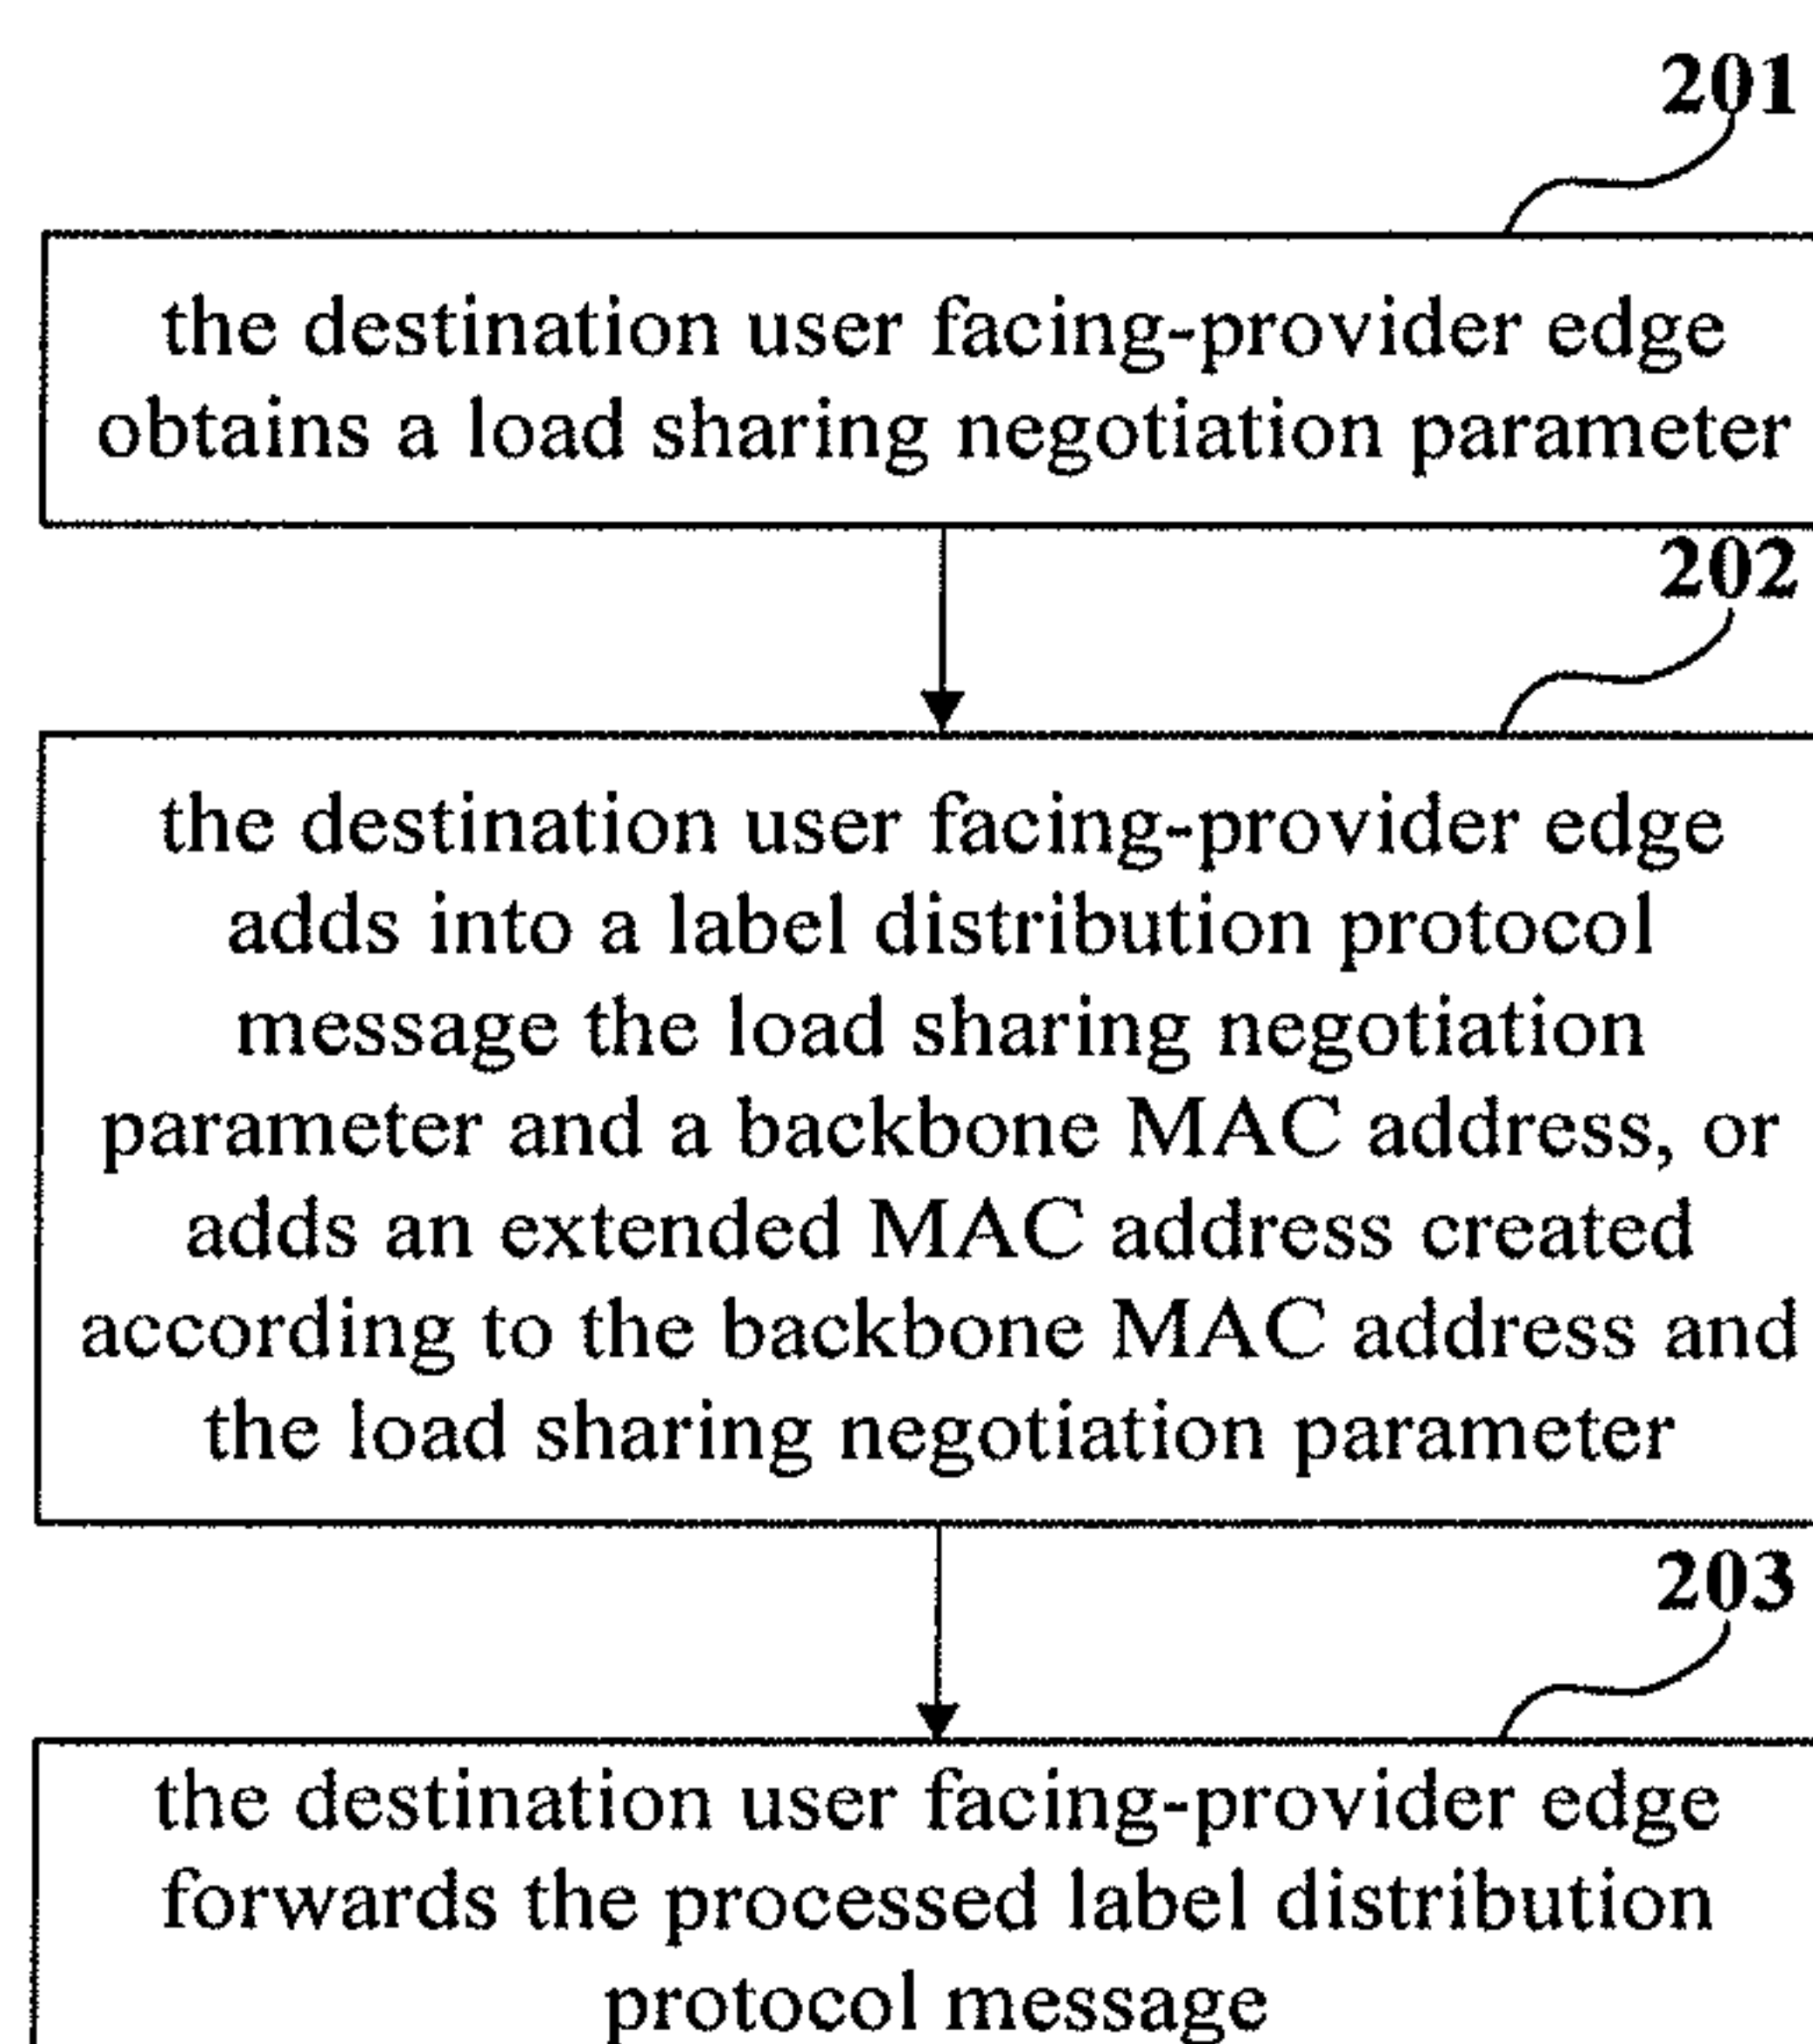 201
the destination user facing-provider edge
obtains a load sharing negotiation parameter
202
the destination user facing-provider edge
adds into a label distribution protocol
message the load sharing negotiation
parameter and a backbone MAC address, or
adds an extended MAC address created
according to the backbone MAC address and
the load sharing negotiation parameter
203
the destination user facing-provider edge
forwards the processed label distribution
protocol message